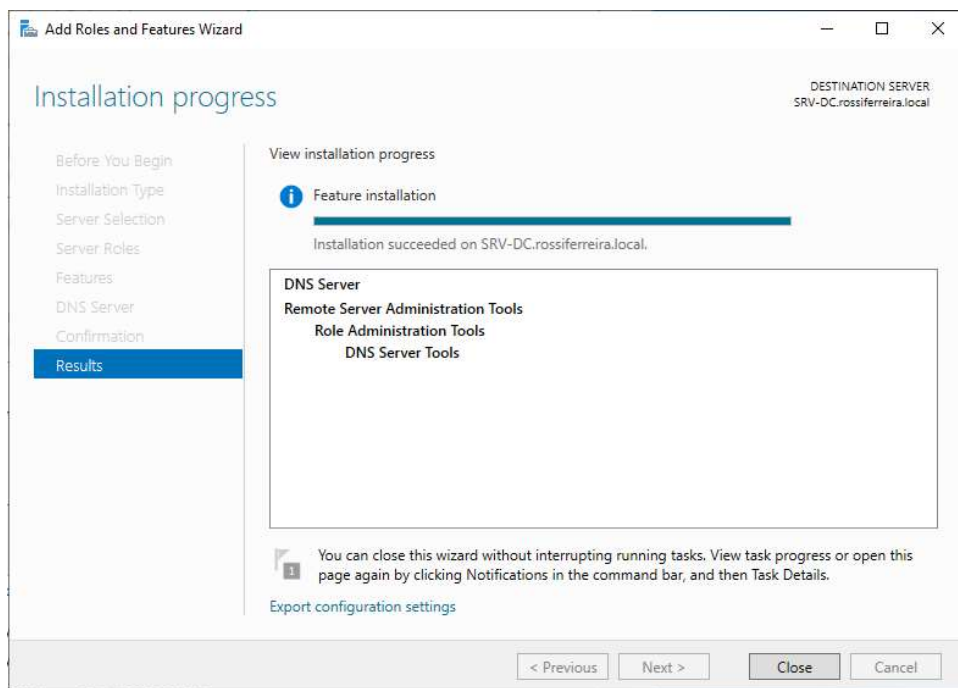 Add Roles and Features Wizard
Installation progress
DESTINATION SERVER
SRV-DC.rossiferreira.local
Before You Begin
Installation Type
Server Selection
Server Roles
Features
DNS Server
Confirmation
Results
View installation progress
Feature installation
Installation succeeded on SRV-DC.rossiferreira.local.
DNS Server
Remote Server Administration Tools
Role Administration Tools
DNS Server Tools
1
You can close this wizard without interrupting running tasks. View task progress or open this
page again by clicking Notifications in the command bar, and then Task Details.
Export configuration settings
< Previous
Next >
Close
Cancel